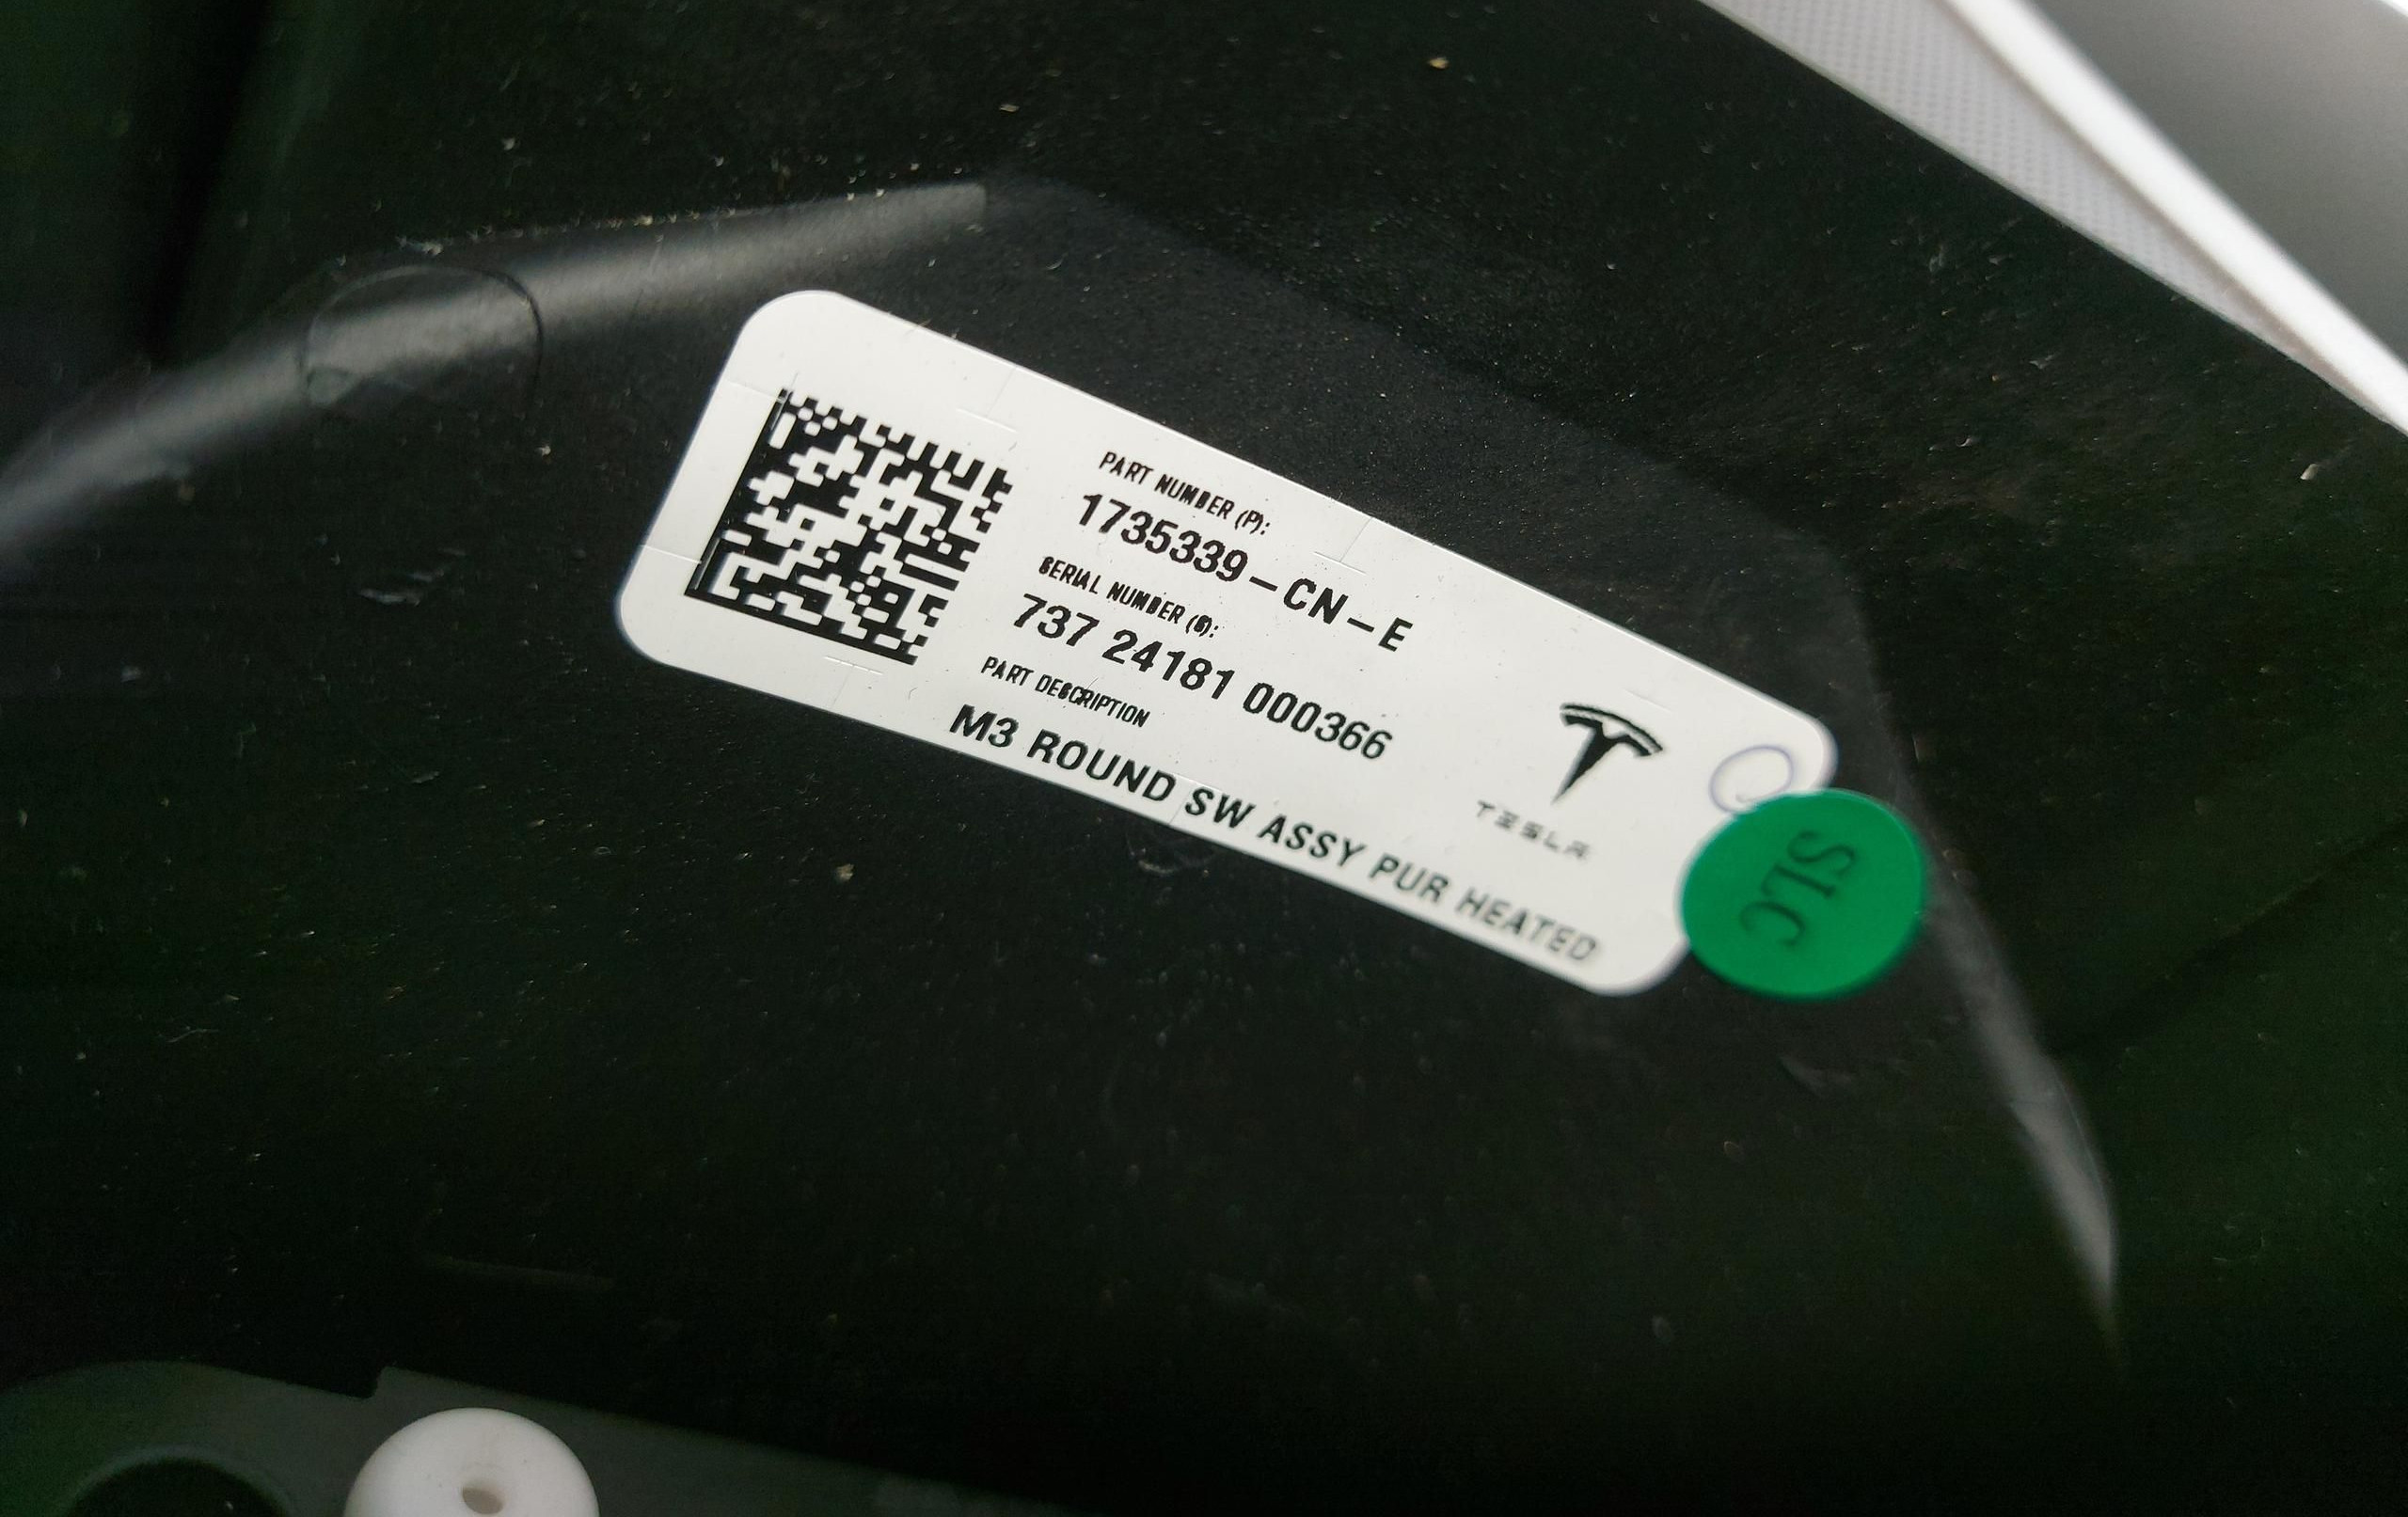 PART NUMBER (P):
1735339-CN-E
SERIAL NUMBER (S):
737 24181 000366
PART DESCRIPTION
M3 ROUND SW ASSY PUR HEATED
TESLA
SLC